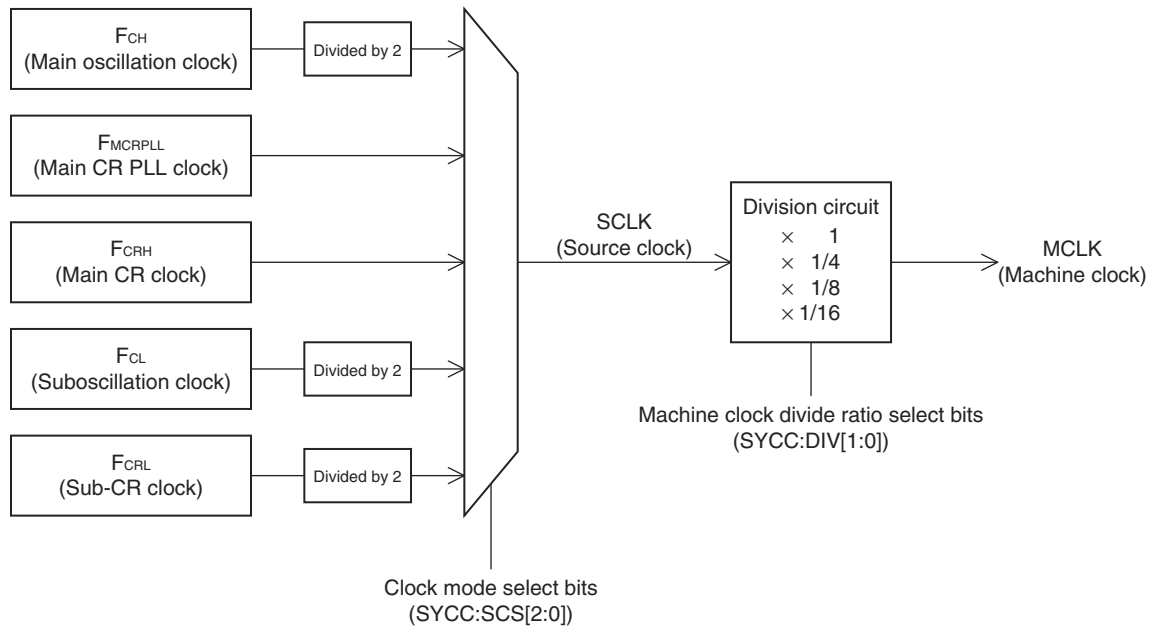 FCH
(Main oscillation clock)
Divided by 2
FMCRPLL
(Main CR PLL clock)
FCRH
(Main CR clock)
FCL
(Suboscillation clock)
Divided by 2
FCRL
(Sub-CR clock)
Divided by 2
Clock mode select bits
(SYCC:SCS[2:0])
SCLK
(Source clock)
Division circuit
× 1
× 1/4
× 1/8
× 1/16
Machine clock divide ratio select bits
(SYCC:DIV[1:0])
MCLK
(Machine clock)